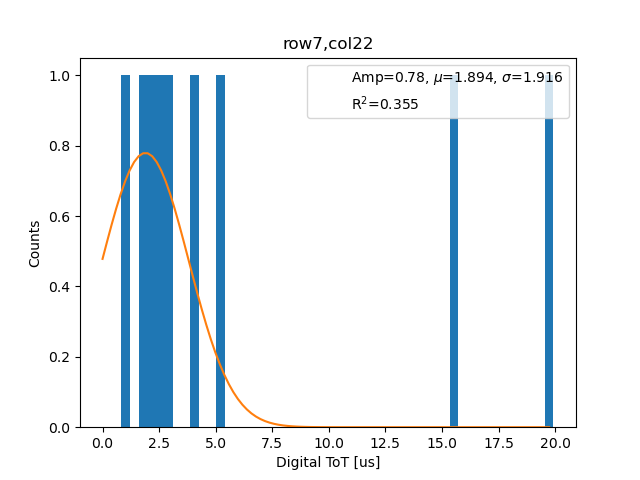 row7,col22
Amp=0.78, μ=1.894, σ=1.916
R²=0.355
Counts
1.0
0.8
0.6
0.4
0.2
0.0
0.0 2.5 5.0 7.5 10.0 12.5 15.0 17.5 20.0
Digital ToT [us]